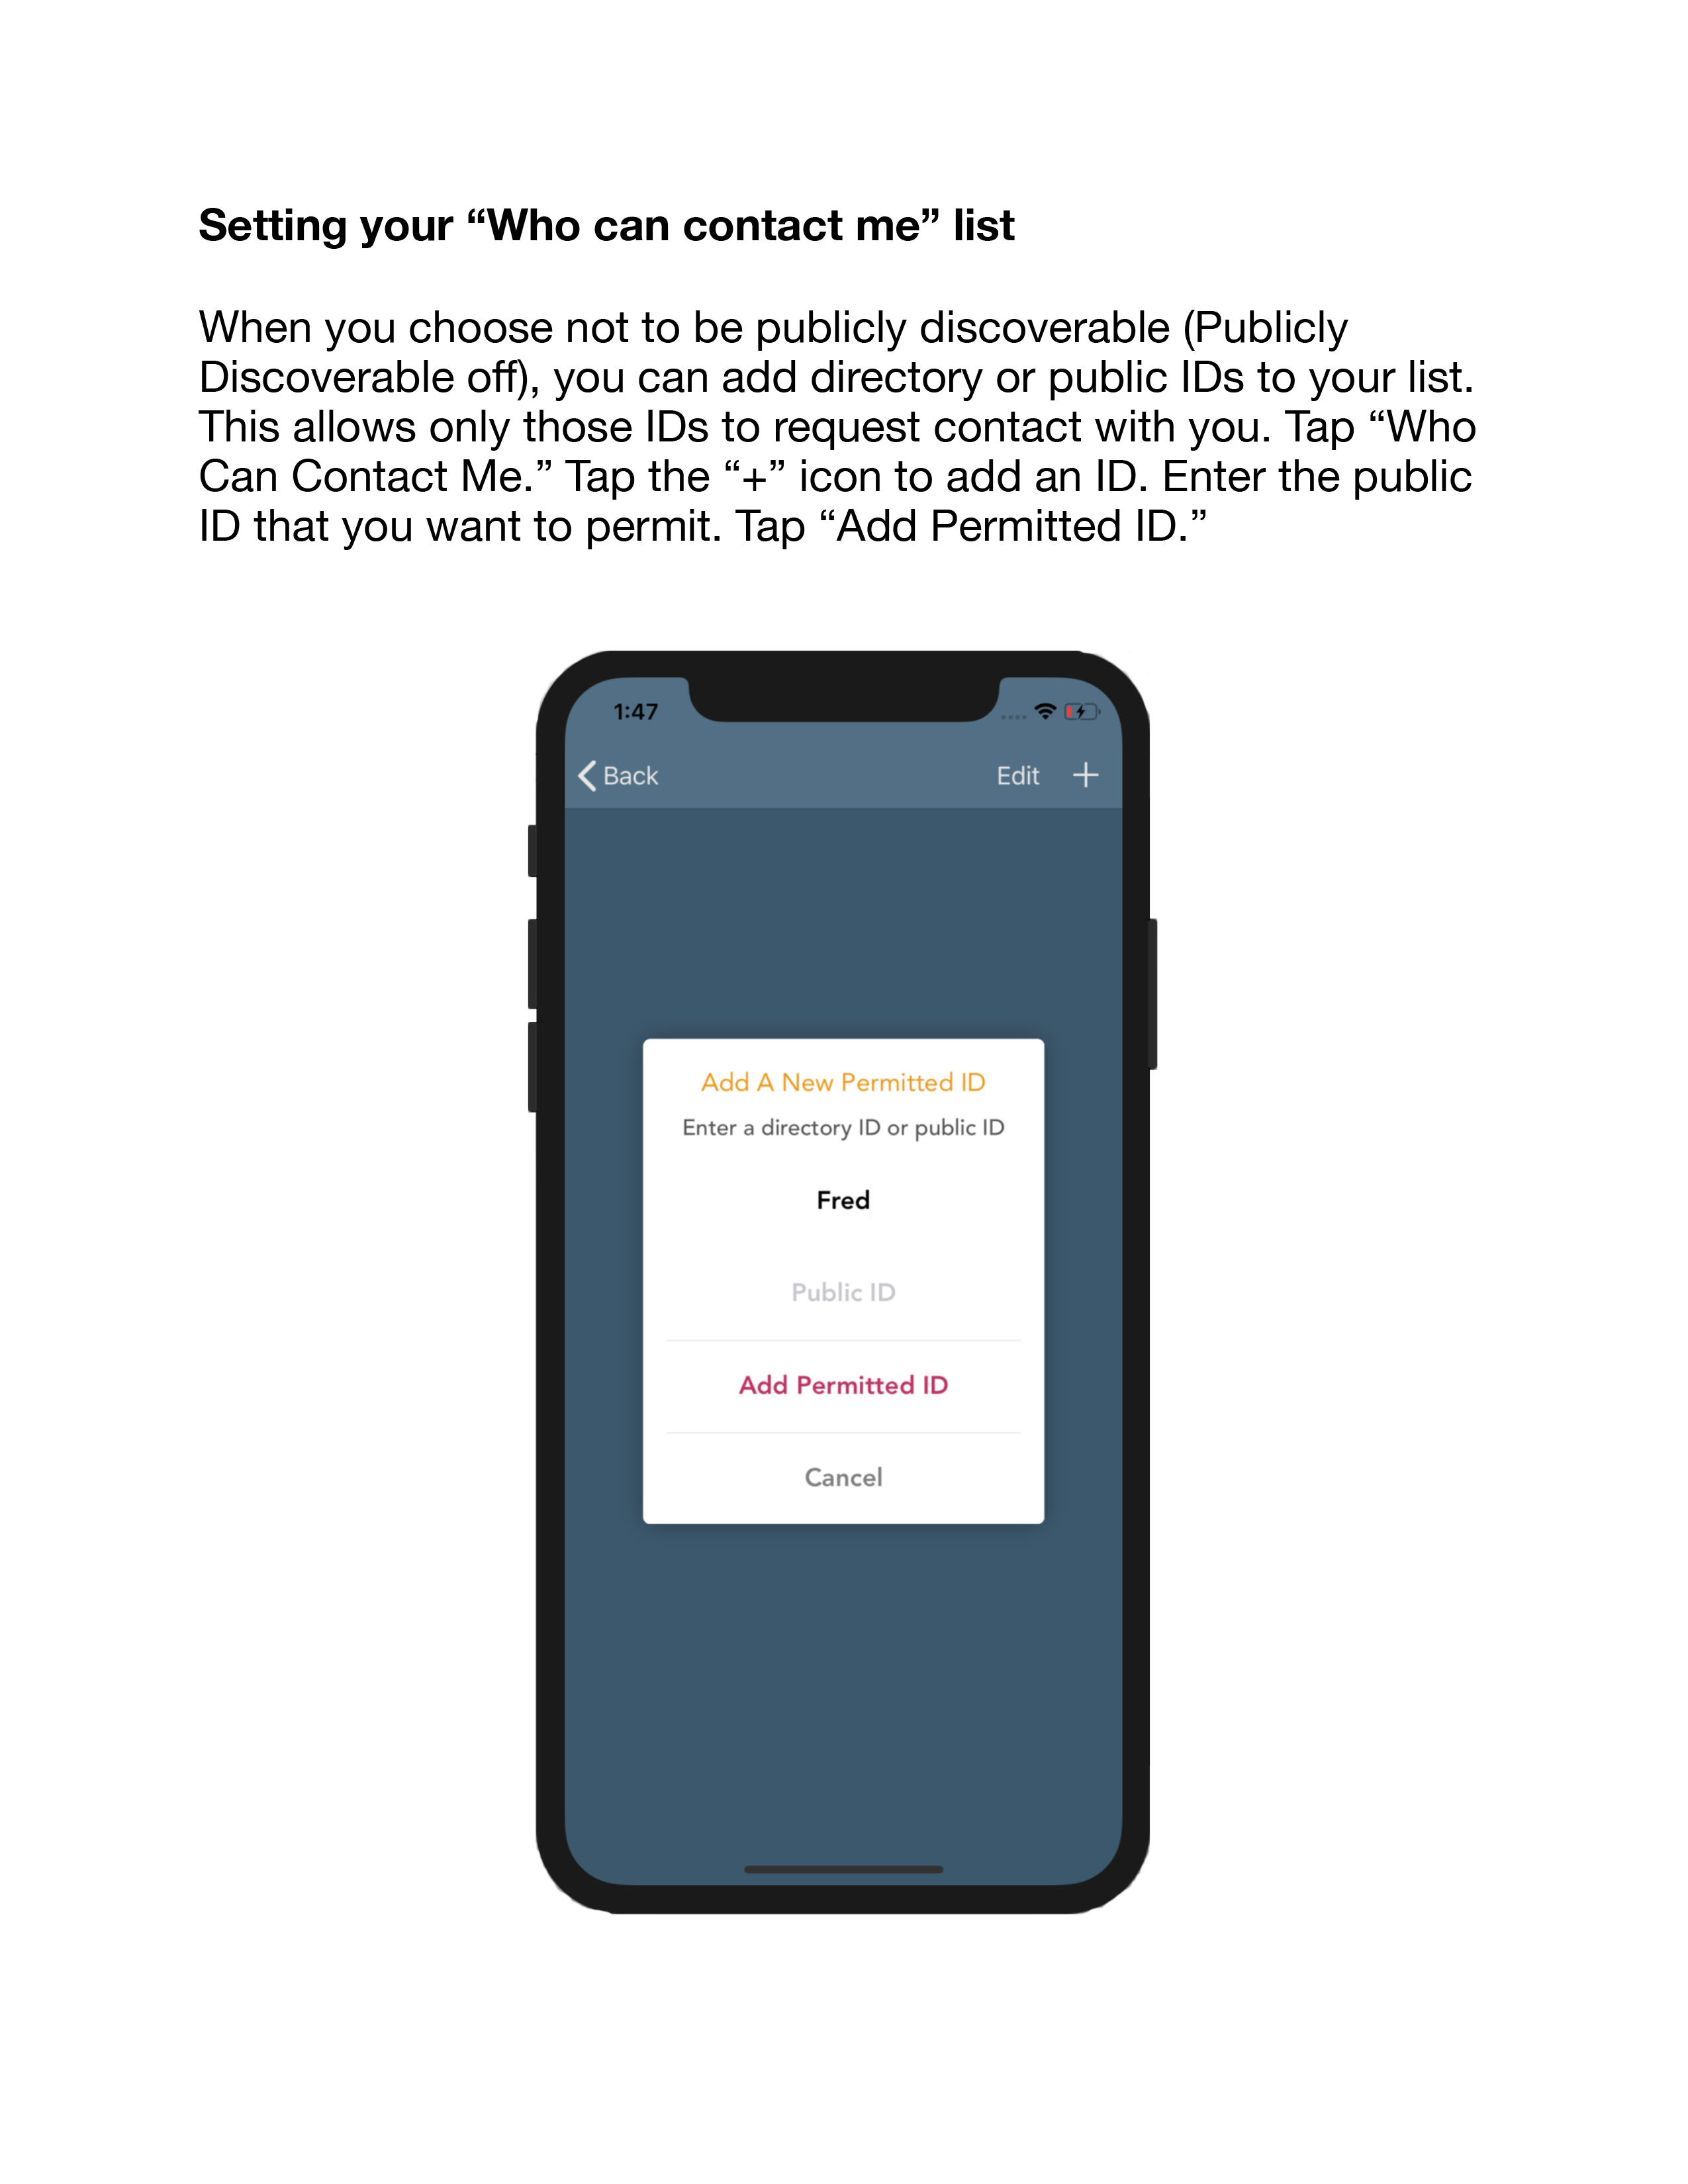 Setting your “Who can contact me” list
When you choose not to be publicly discoverable (Publicly
Discoverable off), you can add directory or public IDs to your list.
This allows only those IDs to request contact with you. Tap “Who
Can Contact Me.” Tap the “+” icon to add an ID. Enter the public
ID that you want to permit. Tap “Add Permitted ID.”
1:47
Back Edit +
Add A New Permitted ID
Enter a directory ID or public ID
Fred
Public ID
Add Permitted ID
Cancel